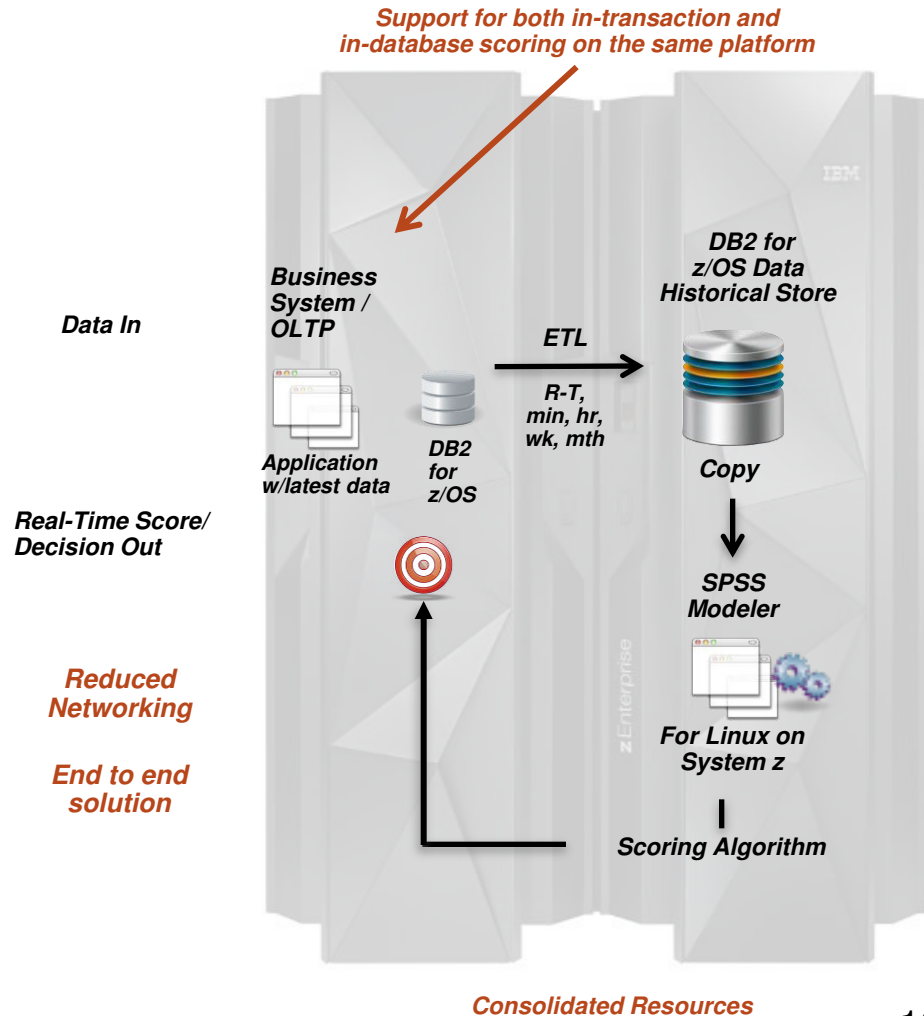 Support for both in-transaction and
in-database scoring on the same platform
IBM
DB2 for
z/OS Data
Historical Store
Business
System /
OLTP
Data In
ETL
R-T,
min, hr,
wk, mth
DB2
for
z/OS
Application
w/latest data
Copy
Real-Time Score/
Decision Out
SPSS
Modeler
Reduced
Networking
zEnterprise
For Linux on
System z
End to end
solution
Scoring Algorithm
Consolidated Resources